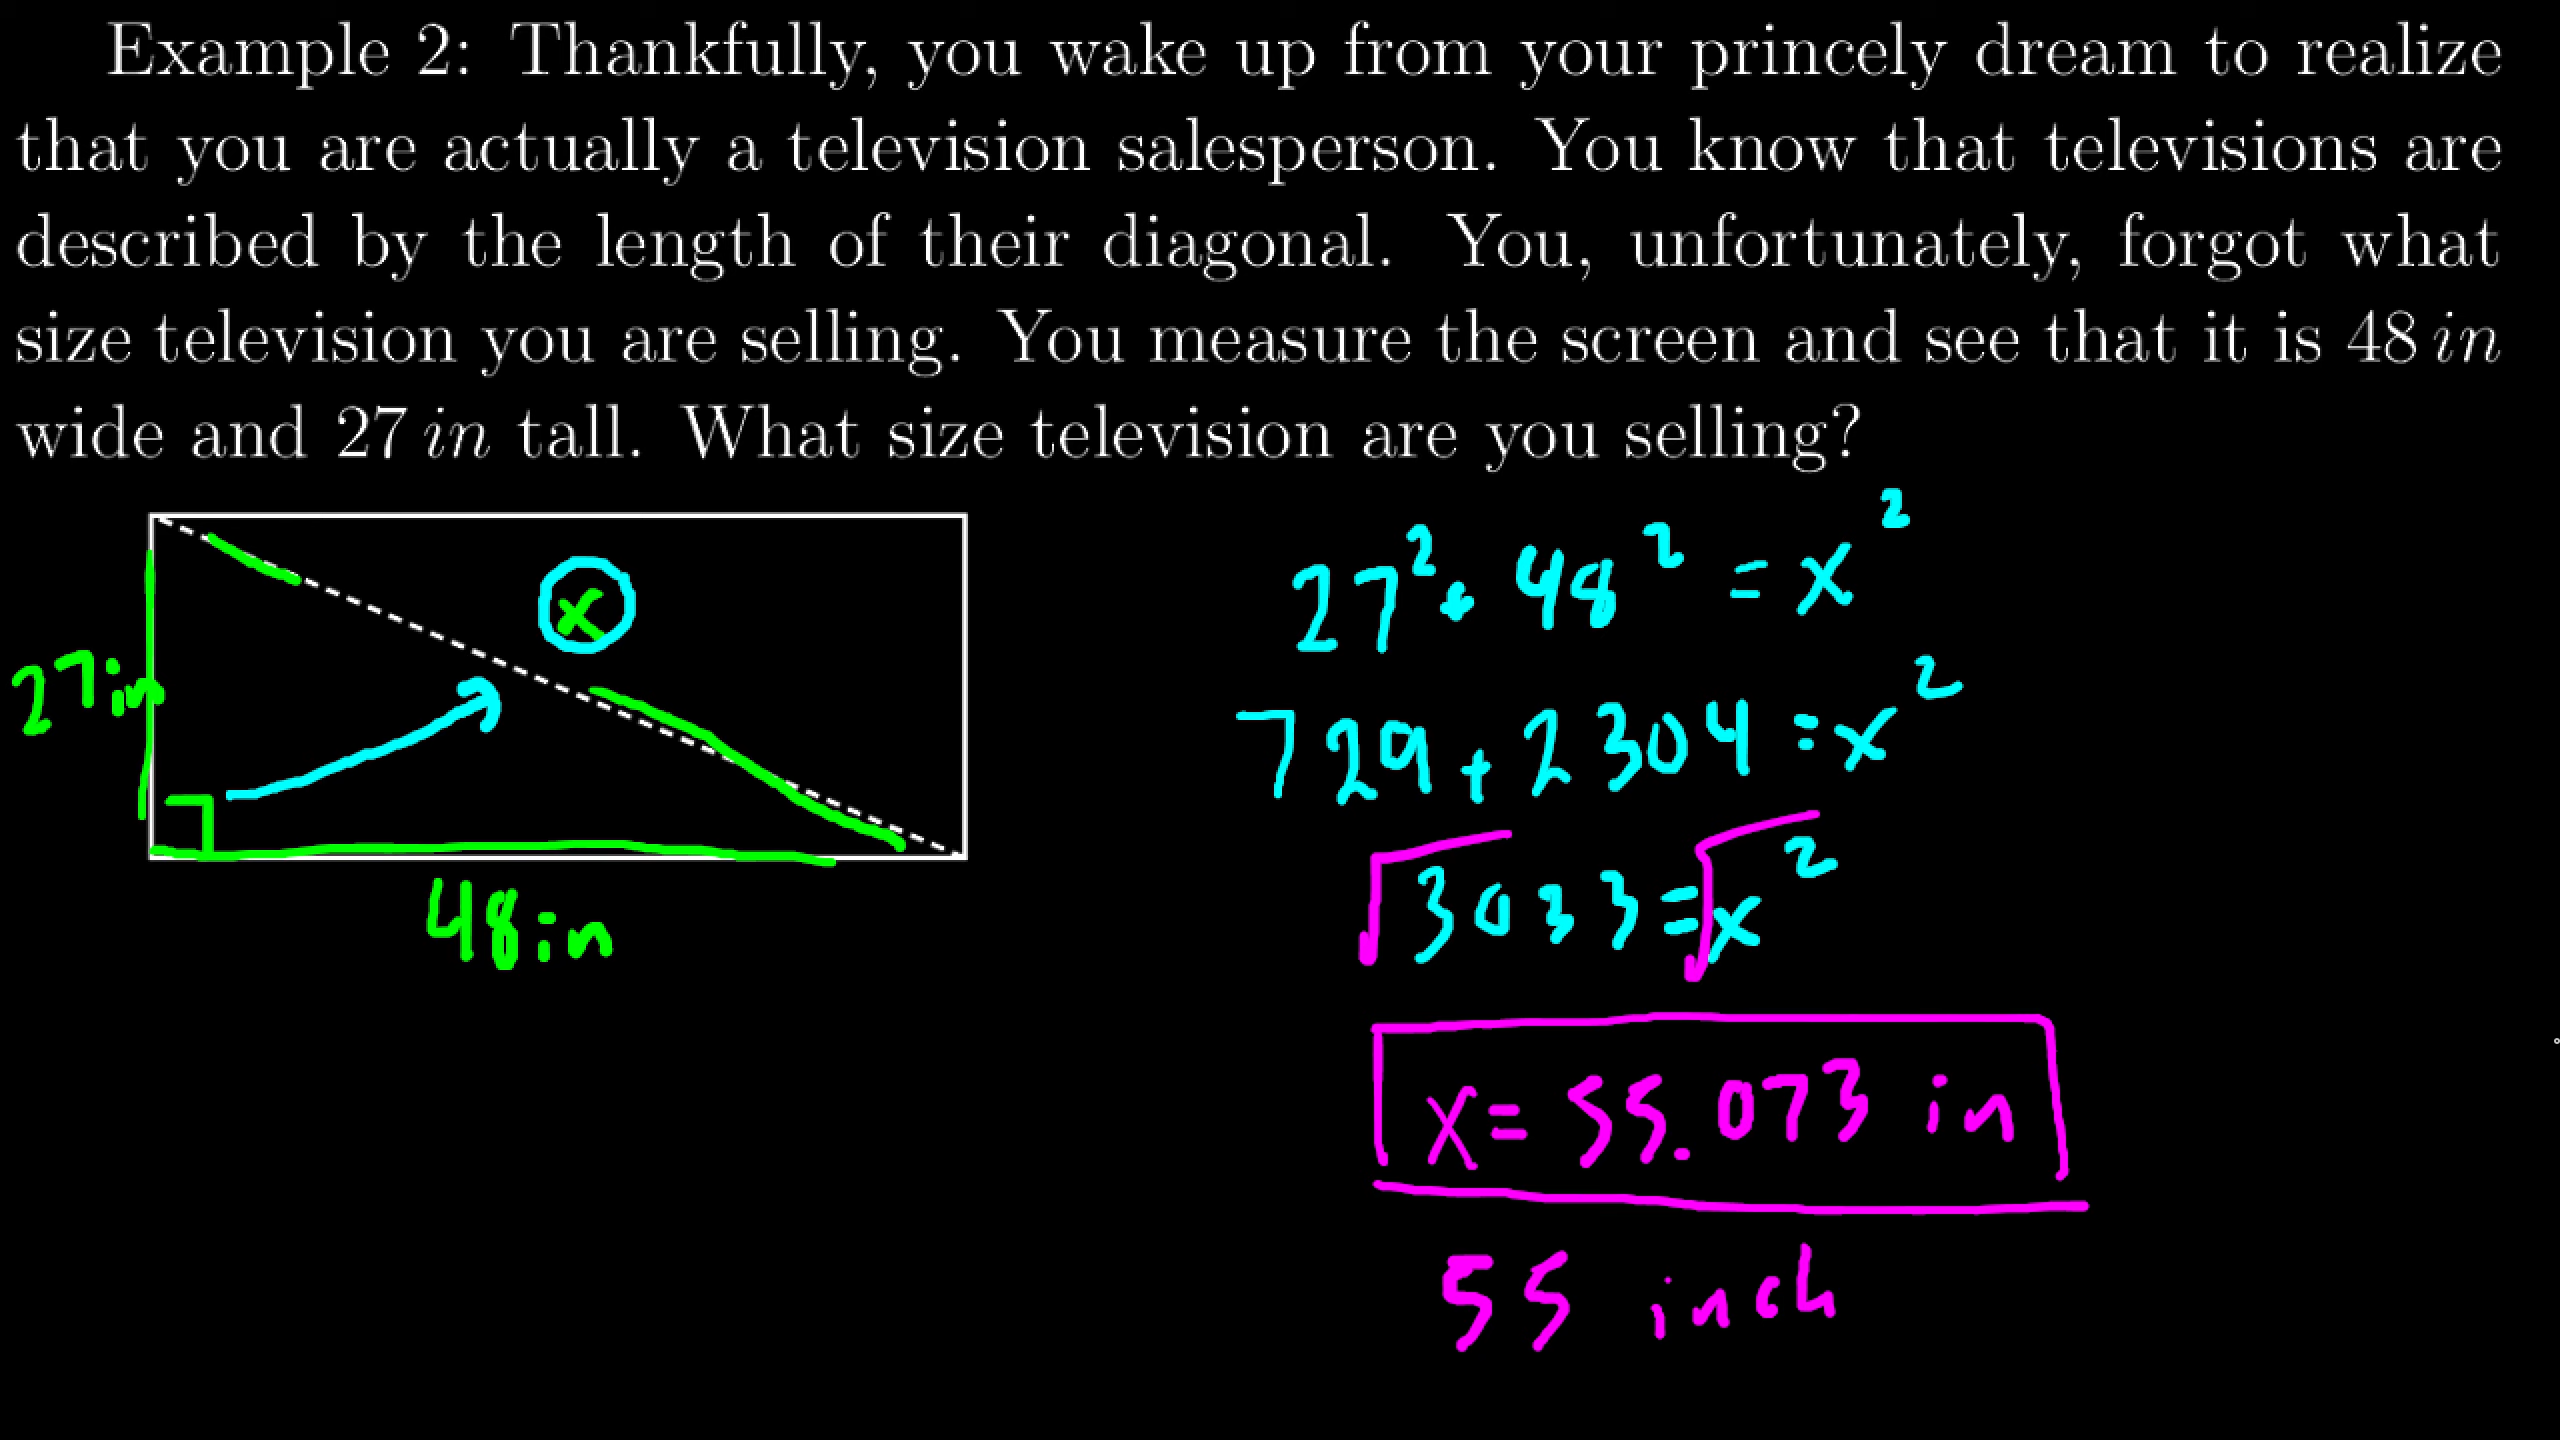 Example 2: Thankfully, you wake up from your princely dream to realize
that you are actually a television salesperson. You know that televisions are
described by the length of their diagonal. You, unfortunately, forgot what
size television you are selling. You measure the screen and see that it is 48 in
wide and 27 in tall. What size television are you selling?
x
27in
48in
27² + 48² = x²
729 + 2304 = x²
√3033 = √x²
x = 55.073 in
55 inch